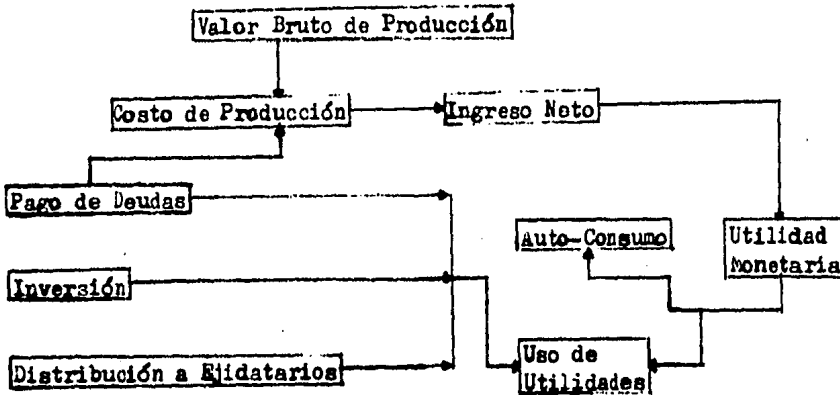 Valor Bruto de Producción
Costo de Producción
Ingreso Neto
Pago de Deudas
Auto-Consumo
Utilidad
Monetaria
Inversión
Uso de
Utilidades
Distribución a Ejidatarios